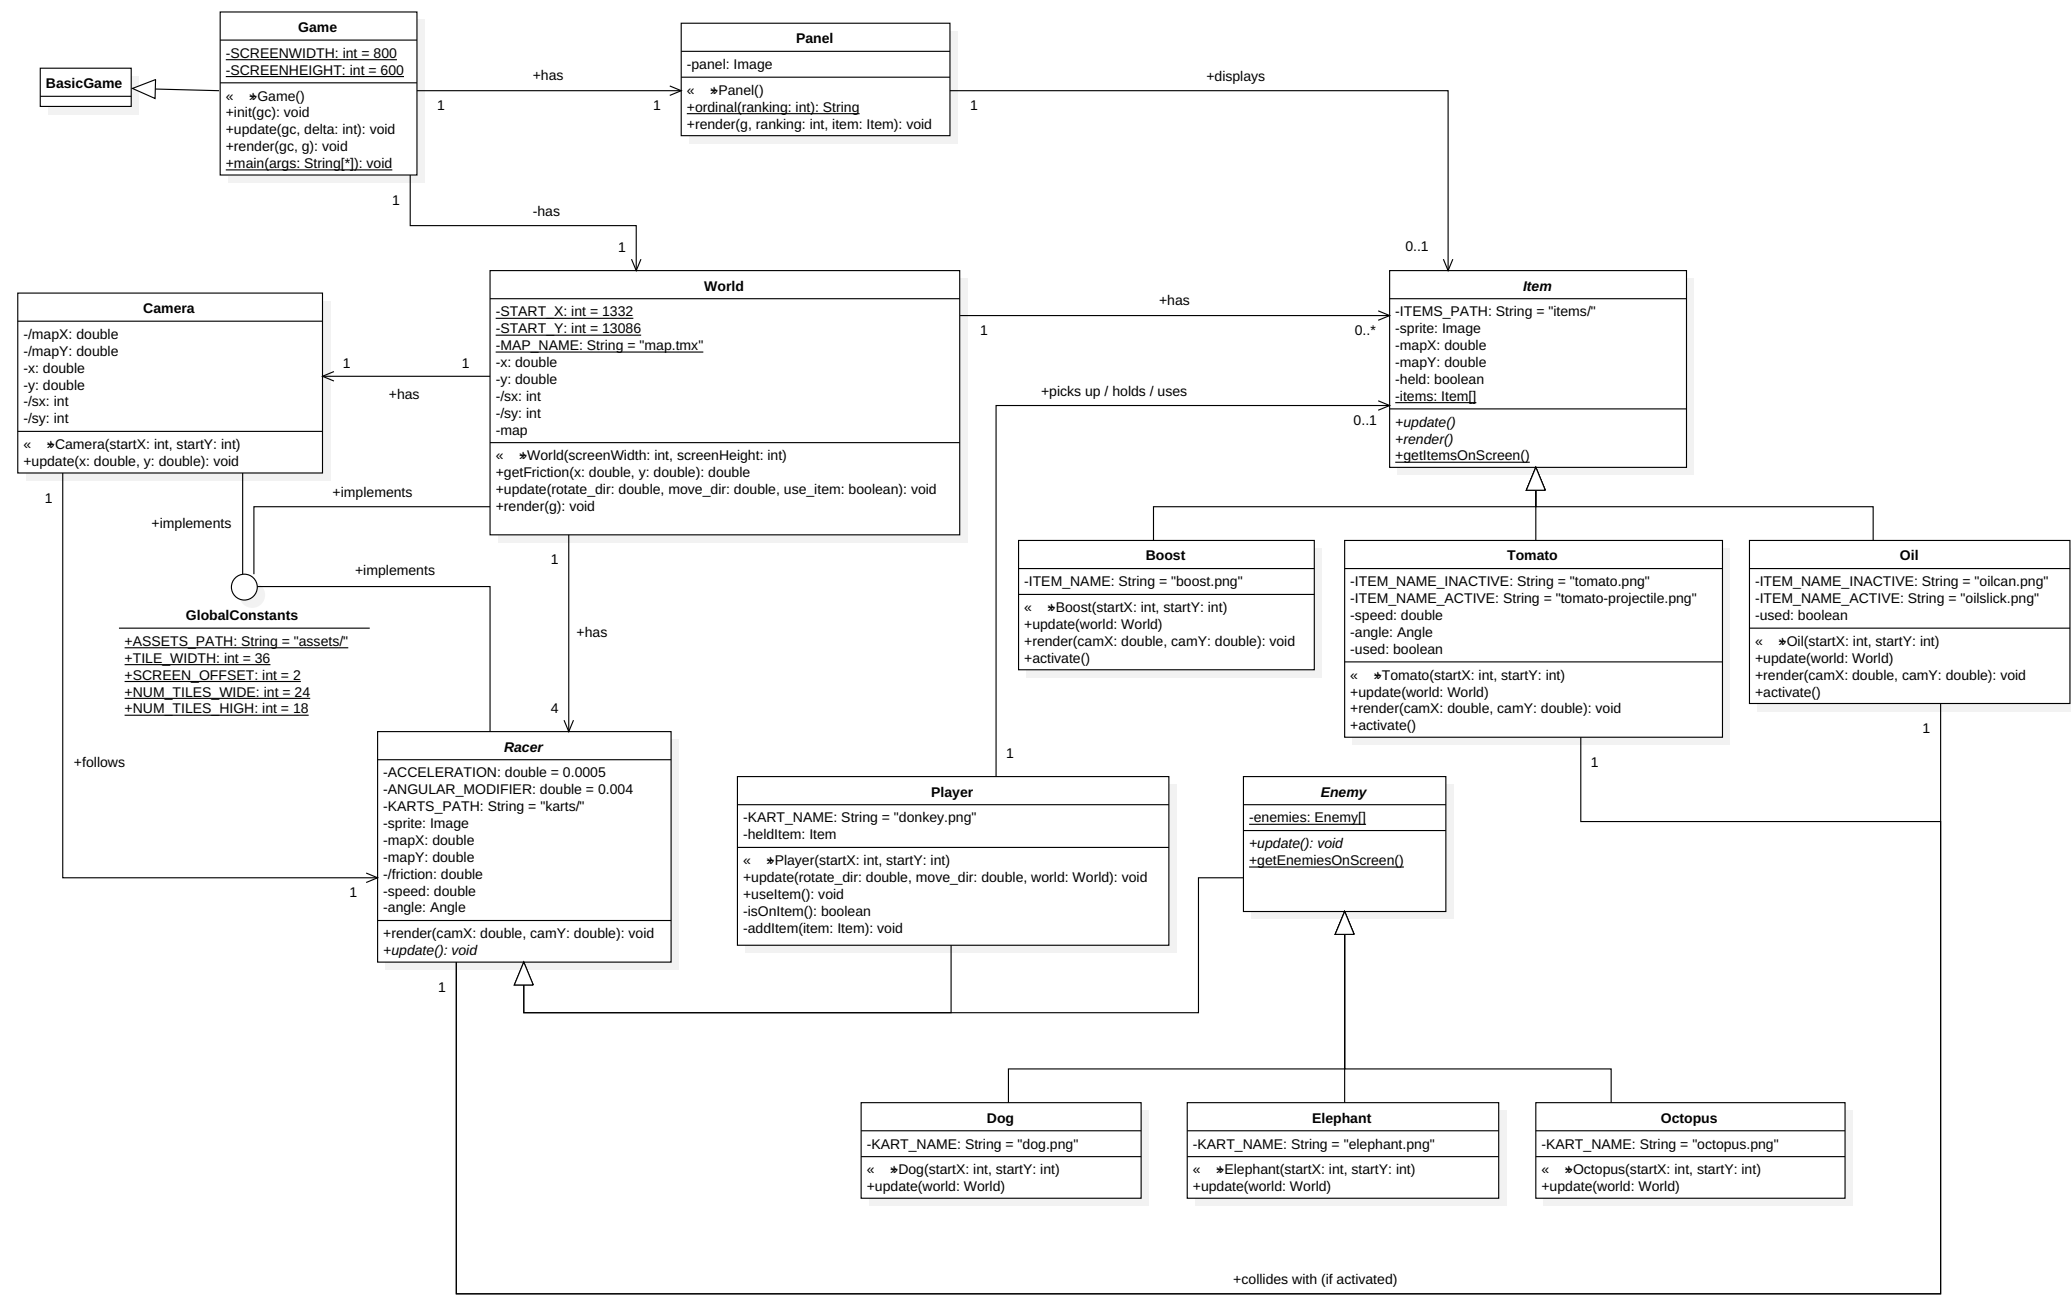 Game
-SCREENWIDTH: int = 800
-SCREENHEIGHT: int = 600
« »Game()
+init(gc): void
+update(gc, delta: int): void
+render(gc, g): void
+main(args: String[*]): void
BasicGame
+has
1
1
Panel
-panel: Image
« »Panel()
+ordinal(ranking: int): String
+render(g, ranking: int, item: Item): void
+displays
1
0..1
1
-has
1
Camera
-/mapX: double
-/mapY: double
-x: double
-y: double
-/sx: int
-/sy: int
« »Camera(startX: int, startY: int)
+update(x: double, y: double): void
1
1
+has
World
-START_X: int = 1332
-START_Y: int = 13086
-MAP_NAME: String = "map.tmx"
-x: double
-y: double
-/sx: int
-/sy: int
-map
« »World(screenWidth: int, screenHeight: int)
+getFriction(x: double, y: double): double
+update(rotate_dir: double, move_dir: double, use_item: boolean): void
+render(g): void
+has
1
0..*
+picks up / holds / uses
0..1
1
Item
-ITEMS_PATH: String = "items/"
-sprite: Image
-mapX: double
-mapY: double
-held: boolean
-items: Item[]
+update()
+render()
+getItemsOnScreen()
1
+implements
+implements
+implements
GlobalConstants
+ASSETS_PATH: String = "assets/"
+TILE_WIDTH: int = 36
+SCREEN_OFFSET: int = 2
+NUM_TILES_WIDE: int = 24
+NUM_TILES_HIGH: int = 18
1
+has
4
+follows
1
Boost
-ITEM_NAME: String = "boost.png"
« »Boost(startX: int, startY: int)
+update(world: World)
+render(camX: double, camY: double): void
+activate()
Tomato
-ITEM_NAME_INACTIVE: String = "tomato.png"
-ITEM_NAME_ACTIVE: String = "tomato-projectile.png"
-speed: double
-angle: Angle
-used: boolean
« »Tomato(startX: int, startY: int)
+update(world: World)
+render(camX: double, camY: double): void
+activate()
1
Oil
-ITEM_NAME_INACTIVE: String = "oilcan.png"
-ITEM_NAME_ACTIVE: String = "oilslick.png"
-used: boolean
« »Oil(startX: int, startY: int)
+update(world: World)
+render(camX: double, camY: double): void
+activate()
1
Racer
-ACCELERATION: double = 0.0005
-ANGULAR_MODIFIER: double = 0.004
-KARTS_PATH: String = "karts/"
-sprite: Image
-mapX: double
-mapY: double
-/friction: double
-speed: double
-angle: Angle
+render(camX: double, camY: double): void
+update(): void
1
Player
-KART_NAME: String = "donkey.png"
-heldItem: Item
« »Player(startX: int, startY: int)
+update(rotate_dir: double, move_dir: double, world: World): void
+useItem(): void
-isOnItem(): boolean
-addItem(item: Item): void
Enemy
-enemies: Enemy[]
+update(): void
+getEnemiesOnScreen()
Dog
-KART_NAME: String = "dog.png"
« »Dog(startX: int, startY: int)
+update(world: World)
Elephant
-KART_NAME: String = "elephant.png"
« »Elephant(startX: int, startY: int)
+update(world: World)
Octopus
-KART_NAME: String = "octopus.png"
« »Octopus(startX: int, startY: int)
+update(world: World)
+collides with (if activated)